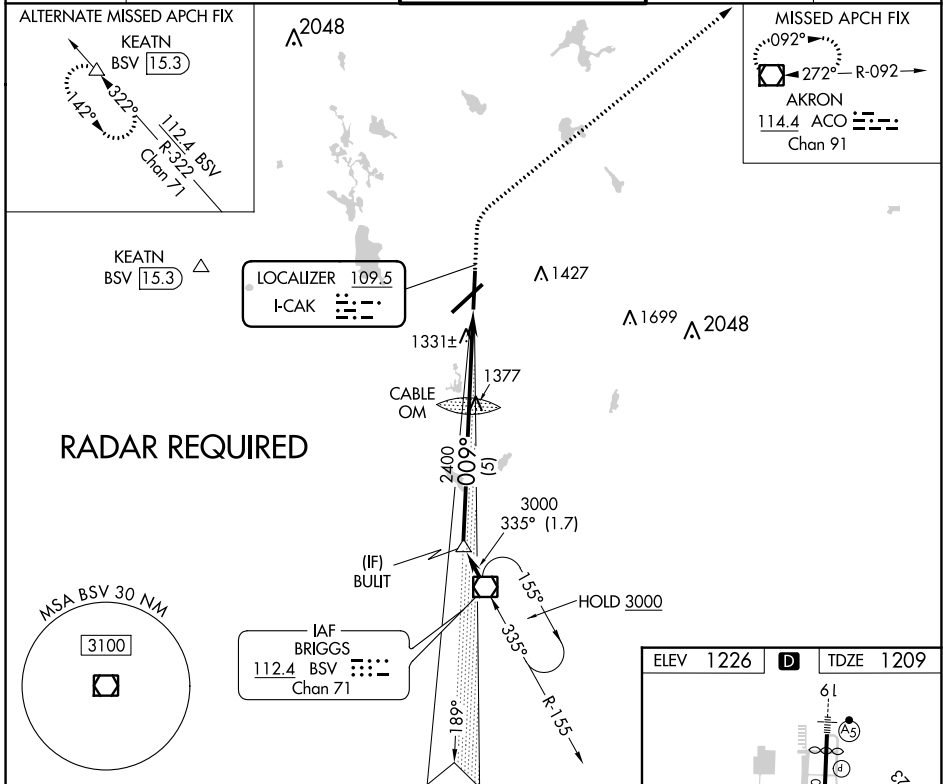 ALTERNATE MISSED APCH FIX
KEATN
BSV 15.3
322°
142°
112.4 BSV
R-322
Chan 71
2048
MISSED APCH FIX
092°
272°
R-092
AKRON
114.4 ACO
Chan 91
KEATN
BSV 15.3
LOCALIZER 109.5
I-CAK
1427
1699
2048
1331±
1377
CABLE
OM
RADAR REQUIRED
2400
009°
(5)
3000
335° (1.7)
(IF)
BULIT
155°
HOLD 3000
335°
R-155
MSA BSV 30 NM
3100
IAF
BRIGGS
112.4 BSV
Chan 71
189°
ELEV 1226
D
TDZE 1209
19
A5
P
23